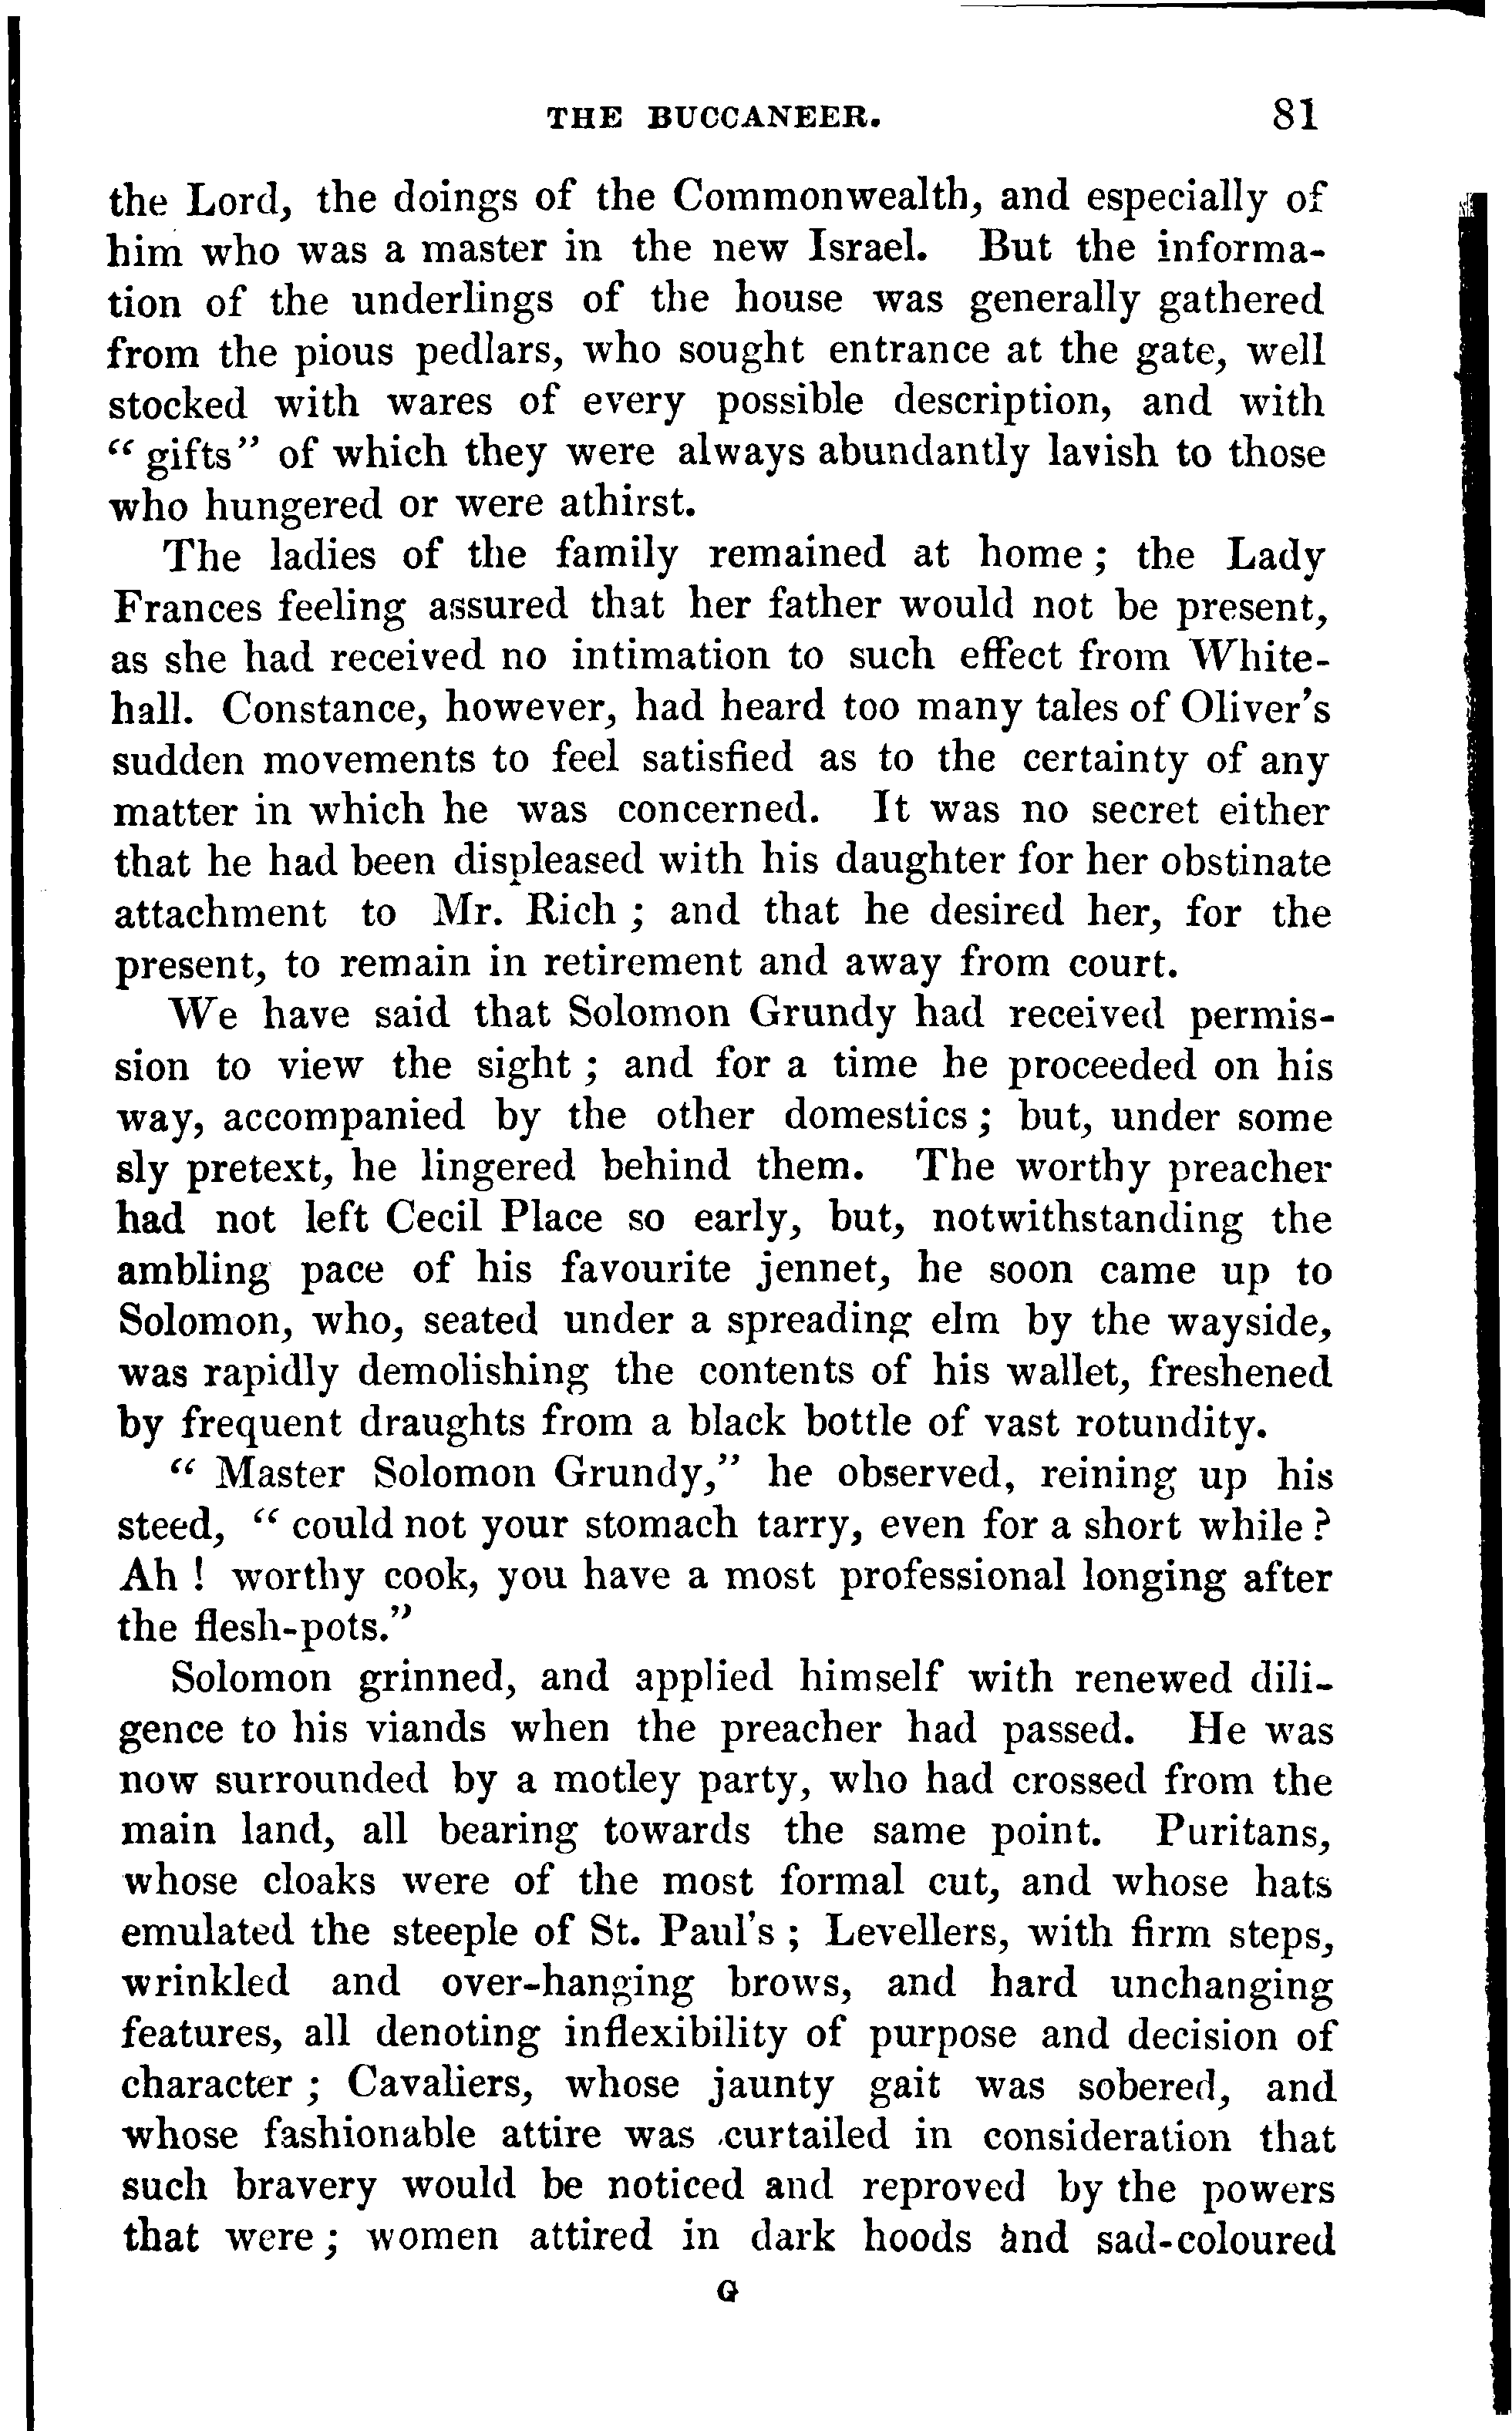 THE BUCCANEER. 81
the Lord, the doings of the Commonwealth, and especially of
him who was a master in the new Israel. But the informa-
tion of the underlings of the house was generally gathered
from the pious pedlars, who sought entrance at the gate, well
stocked with wares of every possible description, and with
“gifts” of which they were always abundantly lavish to those
who hungered or were athirst.
The ladies of the family remained at home; the Lady
Frances feeling assured that her father would not be present,
as she had received no intimation to such effect from White-
hall. Constance, however, had heard too many tales of Oliver's
sudden movements to feel satisfied as to the certainty of any
matter in which he was concerned. It was no secret either
that he had been displeased with his daughter for her obstinate
attachment to Mr. Rich; and that he desired her, for the
present, to remain in retirement and away from court.
We have said that Solomon Grundy had received permis-
sion to view the sight; and for a time he proceeded on his
way, accompanied by the other domestics; but, under some
sly pretext, he lingered behind them. The worthy preacher
had not left Cecil Place so early, but, notwithstanding the
ambling pace of his favourite jennet, he soon came up to
Solomon, who, seated under a spreading elm by the wayside,
was rapidly demolishing the contents of his wallet, freshened
by frequent draughts from a black bottle of vast rotundity.
“Master Solomon Grundy,” he observed, reining up his
steed, “could not your stomach tarry, even for a short while?
Ah! worthy cook, you have a most professional longing after
the flesh-pots.”
Solomon grinned, and applied himself with renewed dili-
gence to his viands when the preacher had passed. He was
now surrounded by a motley party, who had crossed from the
main land, all bearing towards the same point. Puritans,
whose cloaks were of the most formal cut, and whose hats
emulated the steeple of St. Paul's; Levellers, with firm steps,
wrinkled and over-hanging brows, and hard unchanging
features, all denoting inflexibility of purpose and decision of
character; Cavaliers, whose jaunty gait was sobered, and
whose fashionable attire was curtailed in consideration that
such bravery would be noticed and reproved by the powers
that were; women attired in dark hoods and sad-coloured
G